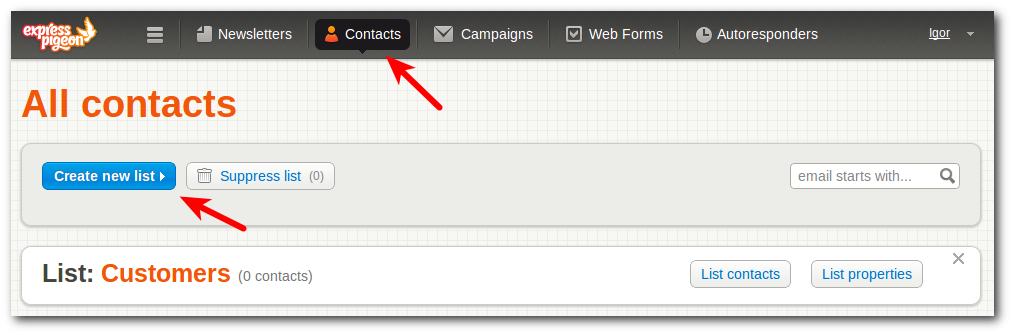 express pigeon
Newsletters
Contacts
Campaigns
Web Forms
Autoresponders
Igor
All contacts
Create new list
Suppress list (0)
email starts with...
List: Customers (0 contacts)
List contacts
List properties